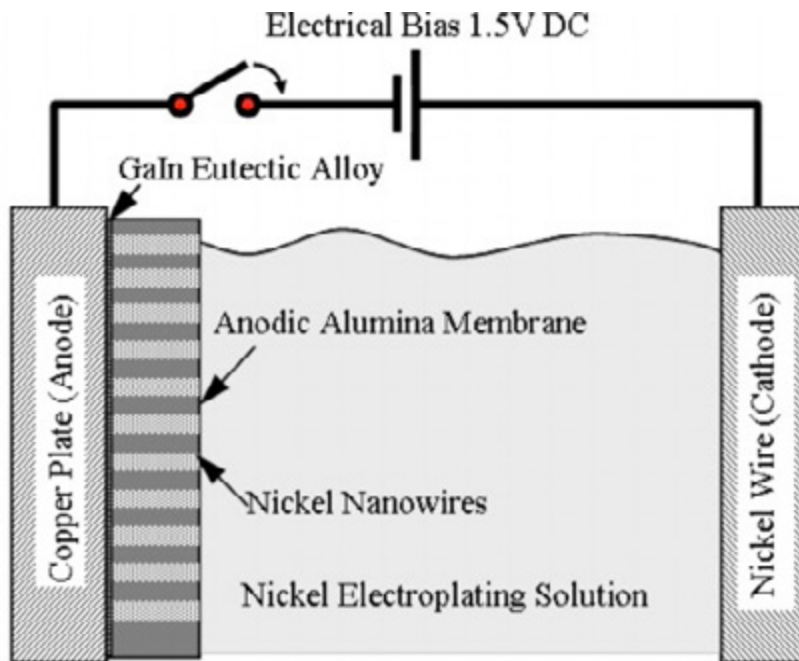 Electrical Bias 1.5V DC
GaIn Eutectic Alloy
Copper Plate (Anode)
Anodic Alumina Membrane
Nickel Nanowires
Nickel Electroplating Solution
Nickel Wire (Cathode)